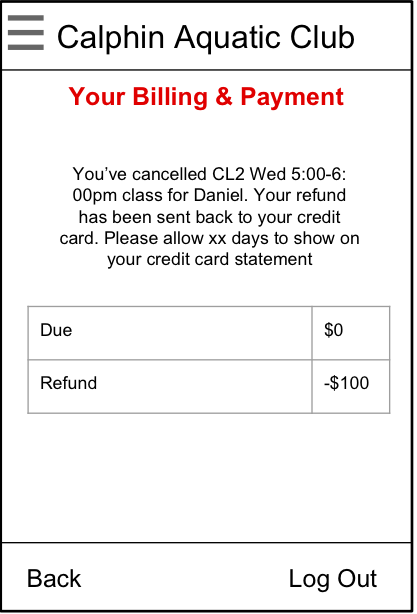 Calphin Aquatic Club
Your Billing & Payment
You’ve cancelled CL2 Wed 5:00-6:
00pm class for Daniel. Your refund
has been sent back to your credit
card. Please allow xx days to show on
your credit card statement
Due $0
Refund -$100
Back Log Out